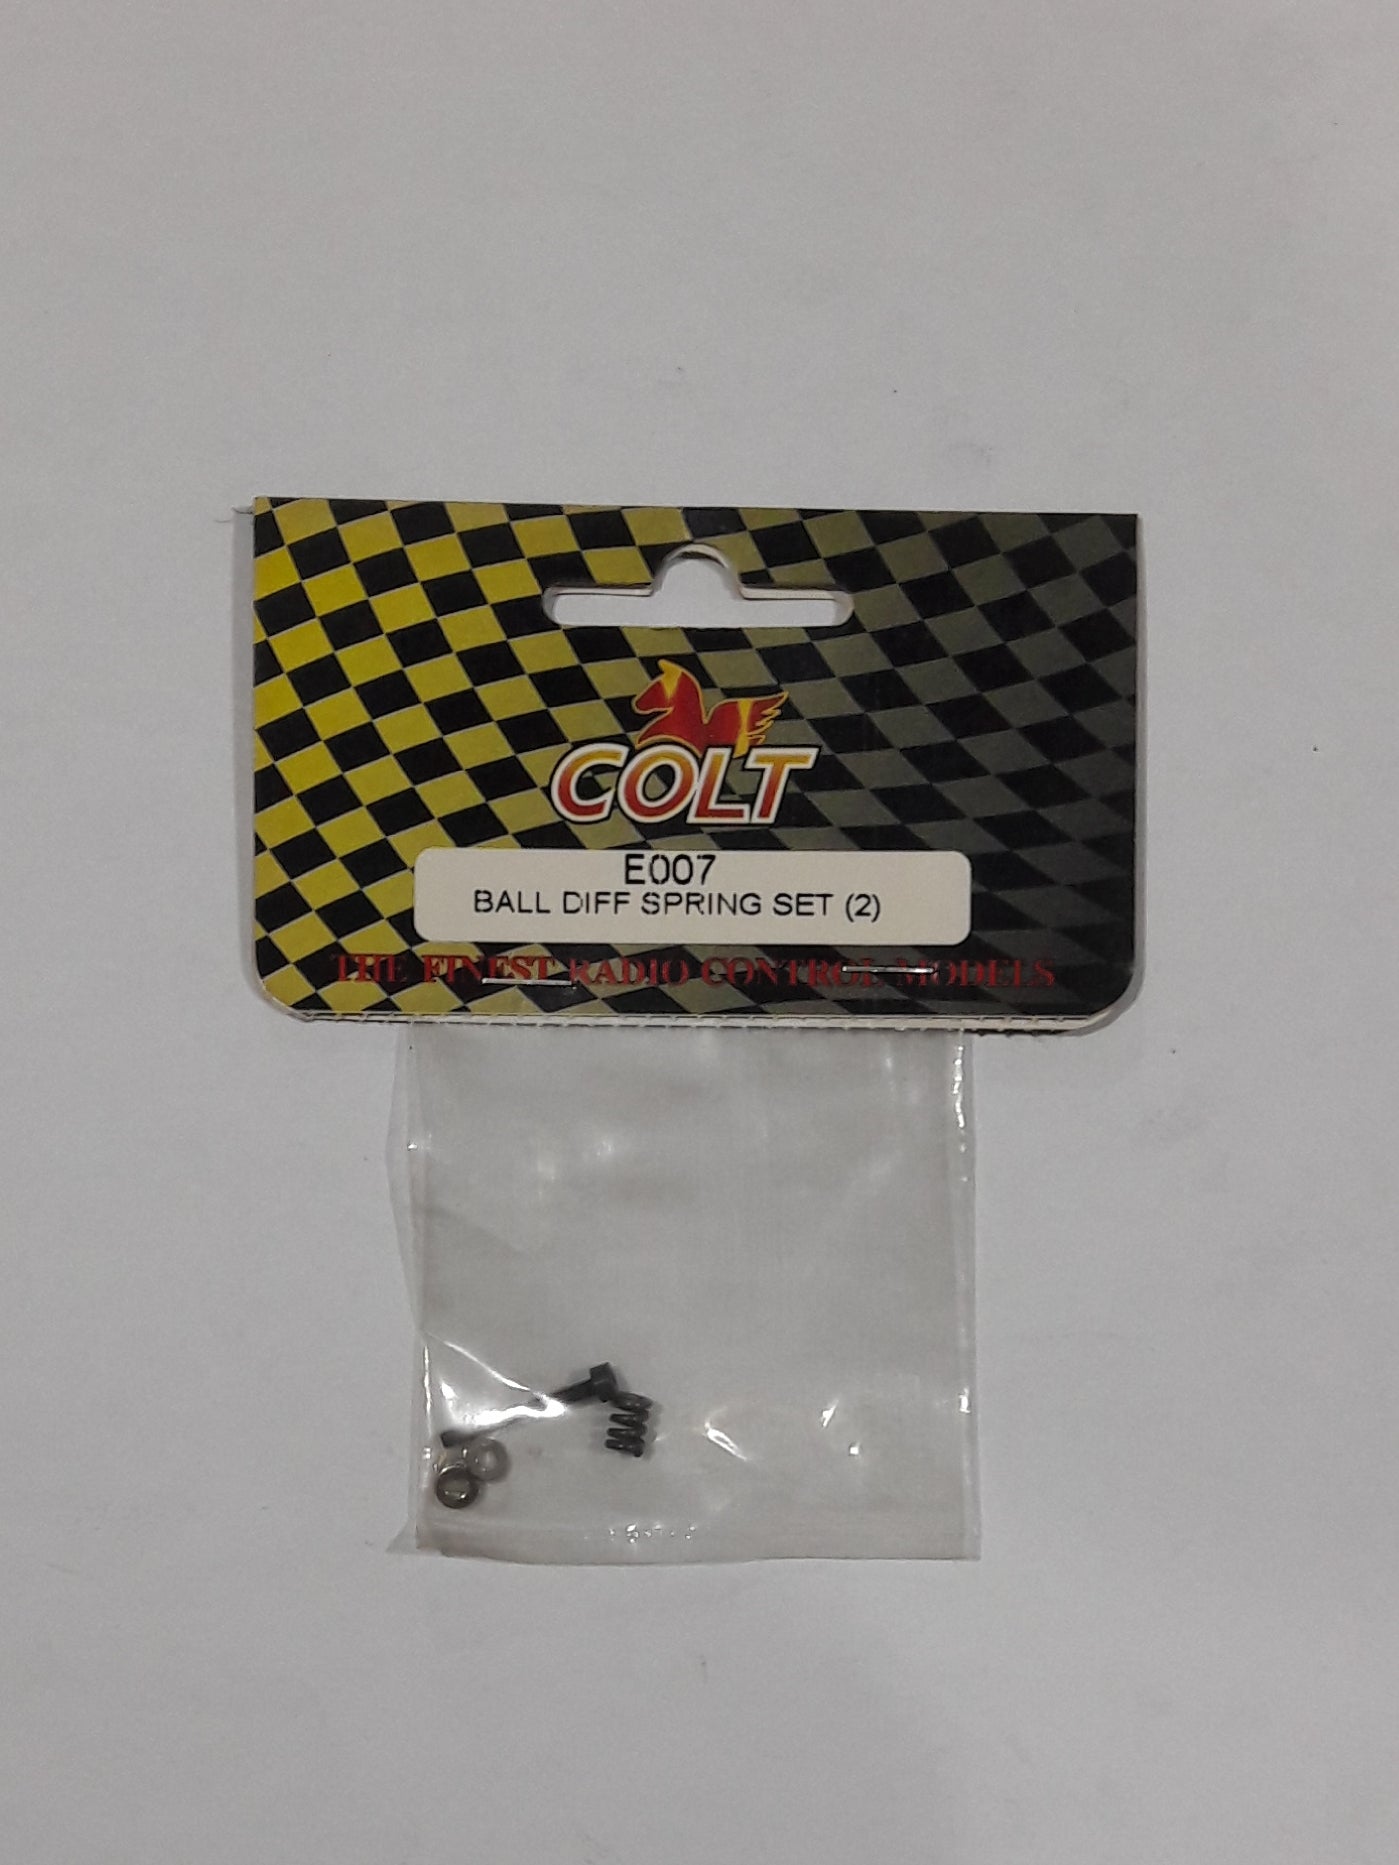 COLT
E007
BALL DIFF SPRING SET (2)
THE FINEST RADIO CONTROL MODELS